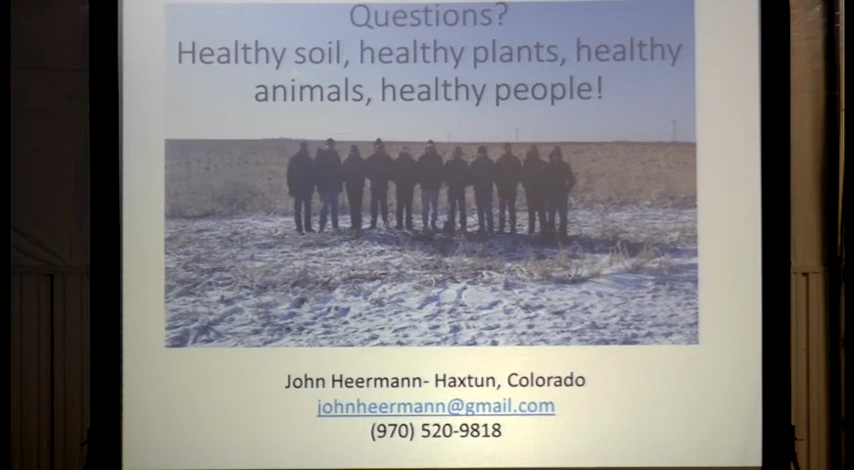 Questions?
Healthy soil, healthy plants, healthy
animals, healthy people!
John Heermann- Haxtun, Colorado
johnheermann@gmail.com
(970) 520-9818